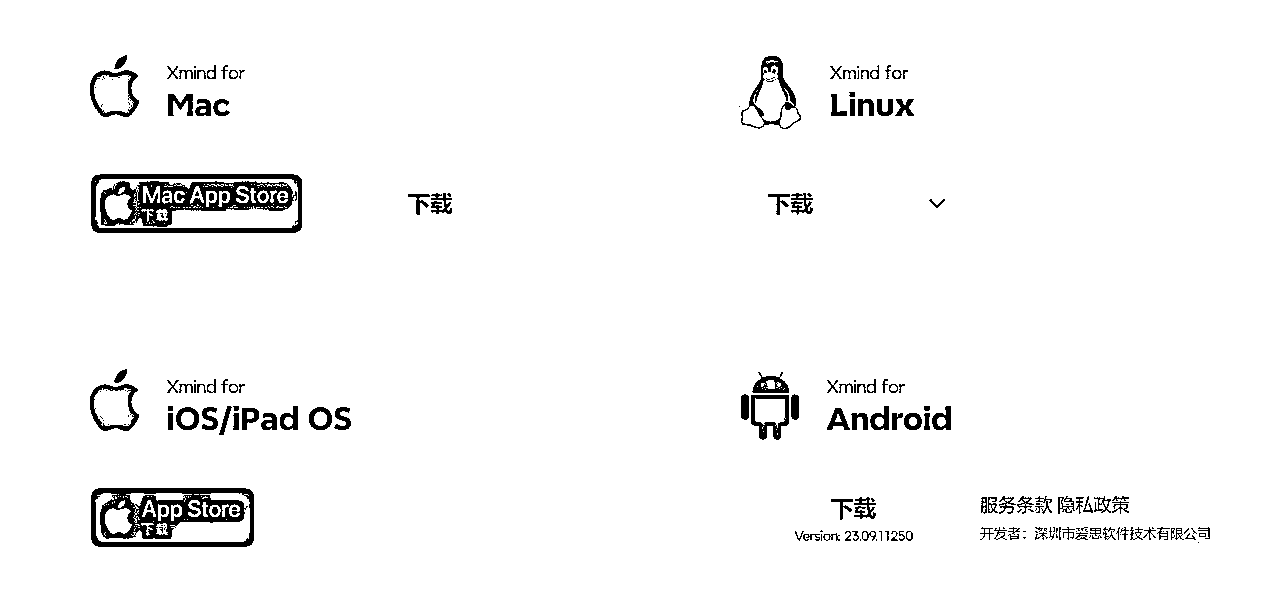 Xmind for
Mac
Mac App Store
下载
下载
Xmind for
Linux
下载
Xmind for
iOS/iPad OS
App Store
下载
Xmind for
Android
下载
Version: 23.09.11250
服务条款 隐私政策
开发者：深圳市爱思软件技术有限公司